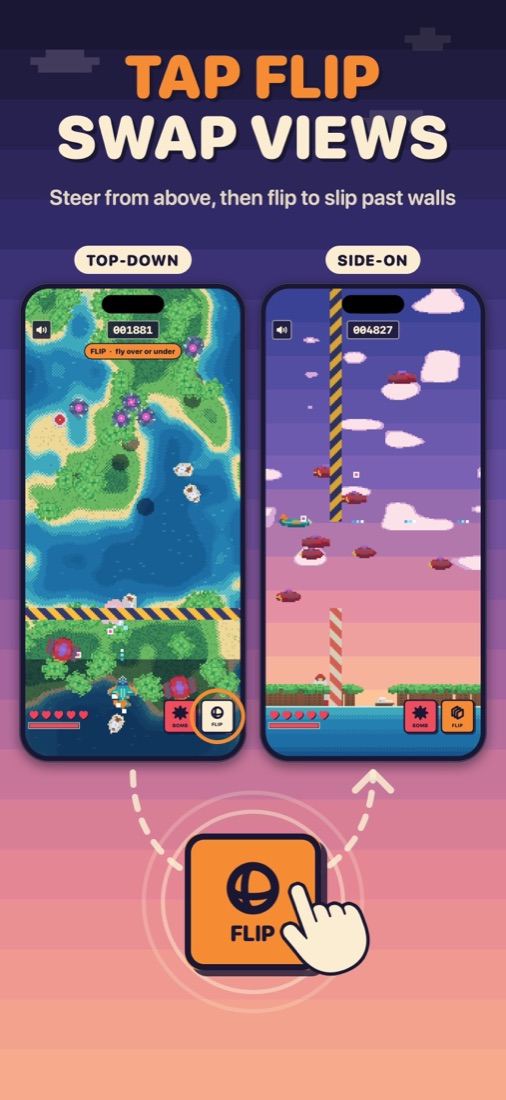 TAP FLIP
SWAP VIEWS
Steer from above, then flip to slip past walls
TOP-DOWN
SIDE-ON
001881
FLIP · fly over or under
004827
BOMB
FLIP
BOMB
FLIP
FLIP